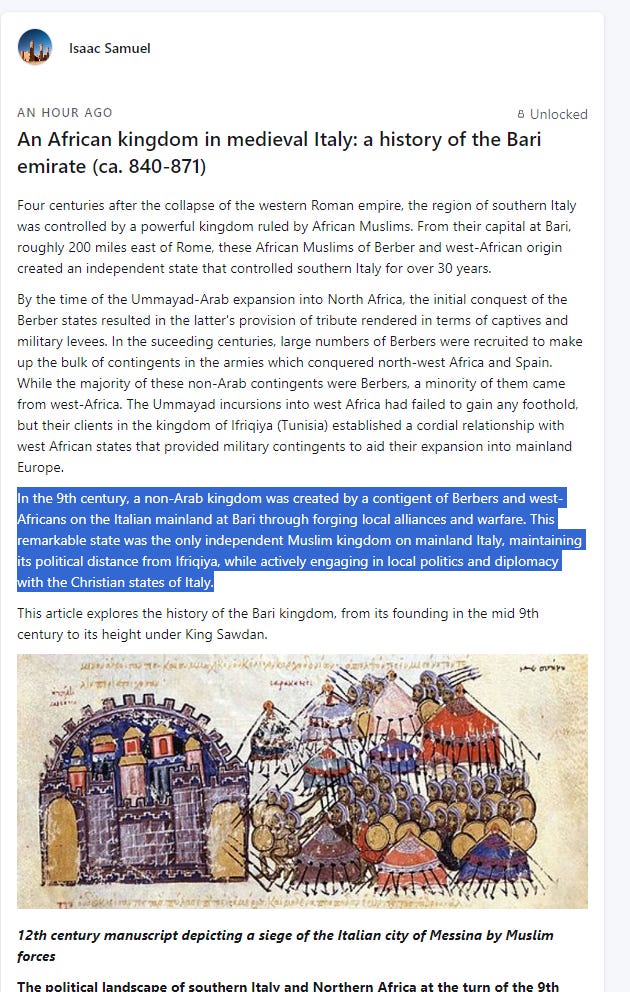 Isaac Samuel
AN HOUR AGO
Unlocked
An African kingdom in medieval Italy: a history of the Bari
emirate (ca. 840-871)
Four centuries after the collapse of the western Roman empire, the region of southern Italy
was controlled by a powerful kingdom ruled by African Muslims. From their capital at Bari,
roughly 200 miles east of Rome, these African Muslims of Berber and west-African origin
created an independent state that controlled southern Italy for over 30 years.
By the time of the Ummayad-Arab expansion into North Africa, the initial conquest of the
Berber states resulted in the latter's provision of tribute rendered in terms of captives and
military levees. In the suceeding centuries, large numbers of Berbers were recruited to make
up the bulk of contingents in the armies which conquered north-west Africa and Spain.
While the majority of these non-Arab contingents were Berbers, a minority of them came
from west-Africa. The Ummayad incursions into west Africa had failed to gain any foothold,
but their clients in the kingdom of Ifriqiya (Tunisia) established a cordial relationship with
west African states that provided military contingents to aid their expansion into mainland
Europe.
In the 9th century, a non-Arab kingdom was created by a contigent of Berbers and west-
Africans on the Italian mainland at Bari through forging local alliances and warfare. This
remarkable state was the only independent Muslim kingdom on mainland Italy, maintaining
its political distance from Ifriqiya, while actively engaging in local politics and diplomacy
with the Christian states of Italy.
This article explores the history of the Bari kingdom, from its founding in the mid 9th
century to its height under King Sawdan.
12th century manuscript depicting a siege of the Italian city of Messina by Muslim
forces
The political landscape of southern Italy and Northern Africa at the turn of the 9th